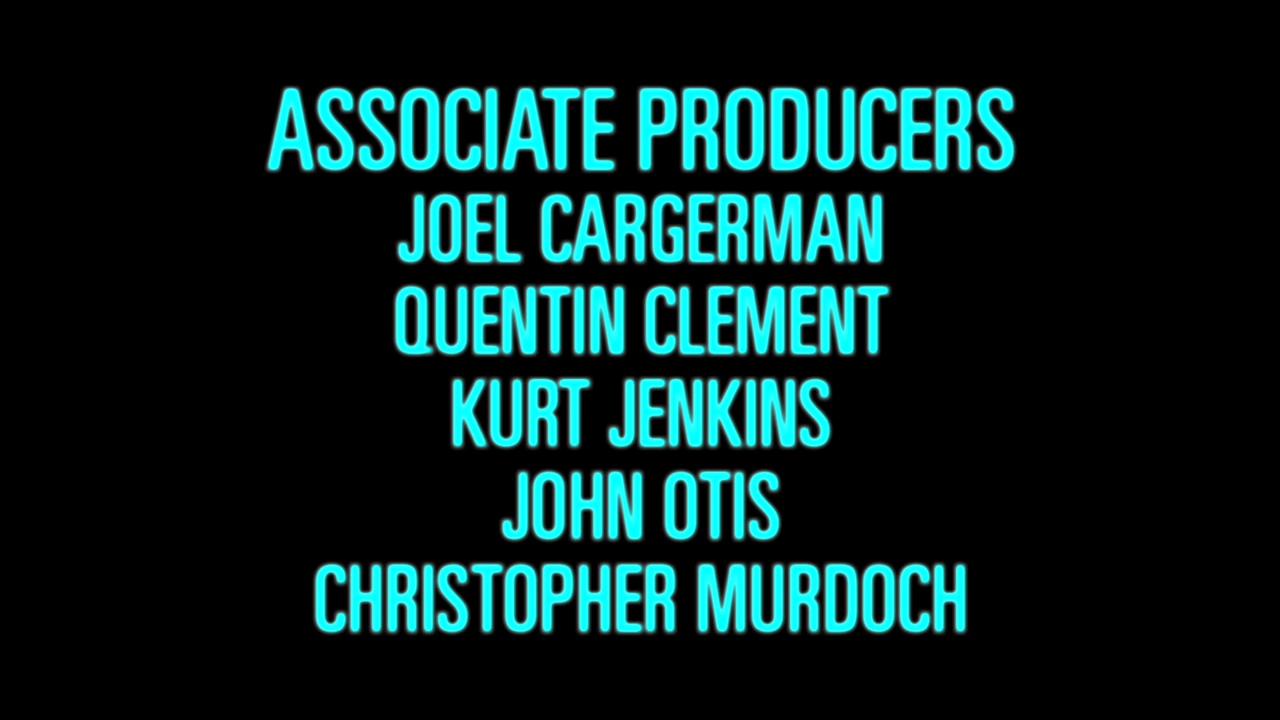 ASSOCIATE PRODUCERS
JOEL CARGERMAN
QUENTIN CLEMENT
KURT JENKINS
JOHN OTIS
CHRISTOPHER MURDOCH